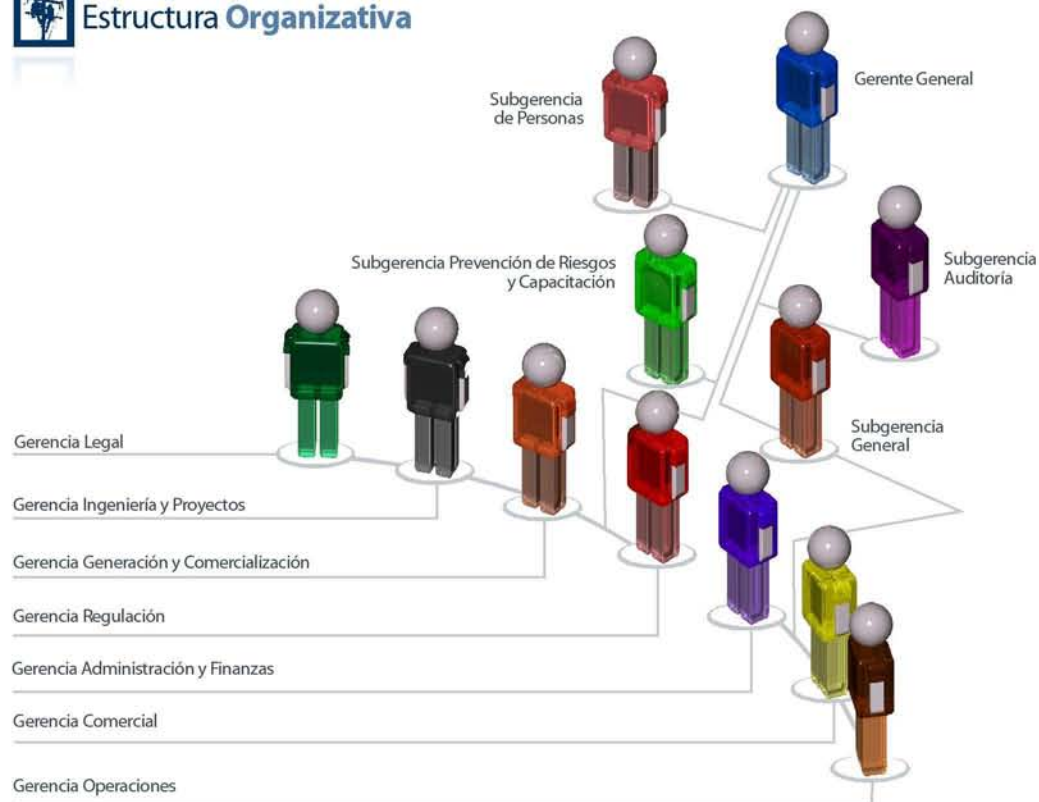 Estructura Organizativa
Gerente General
Subgerencia
de Personas
Subgerencia
Auditoría
Subgerencia Prevención de Riesgos
y Capacitación
Subgerencia
General
Gerencia Legal
Gerencia Ingeniería y Proyectos
Gerencia Generación y Comercialización
Gerencia Regulación
Gerencia Administración y Finanzas
Gerencia Comercial
Gerencia Operaciones